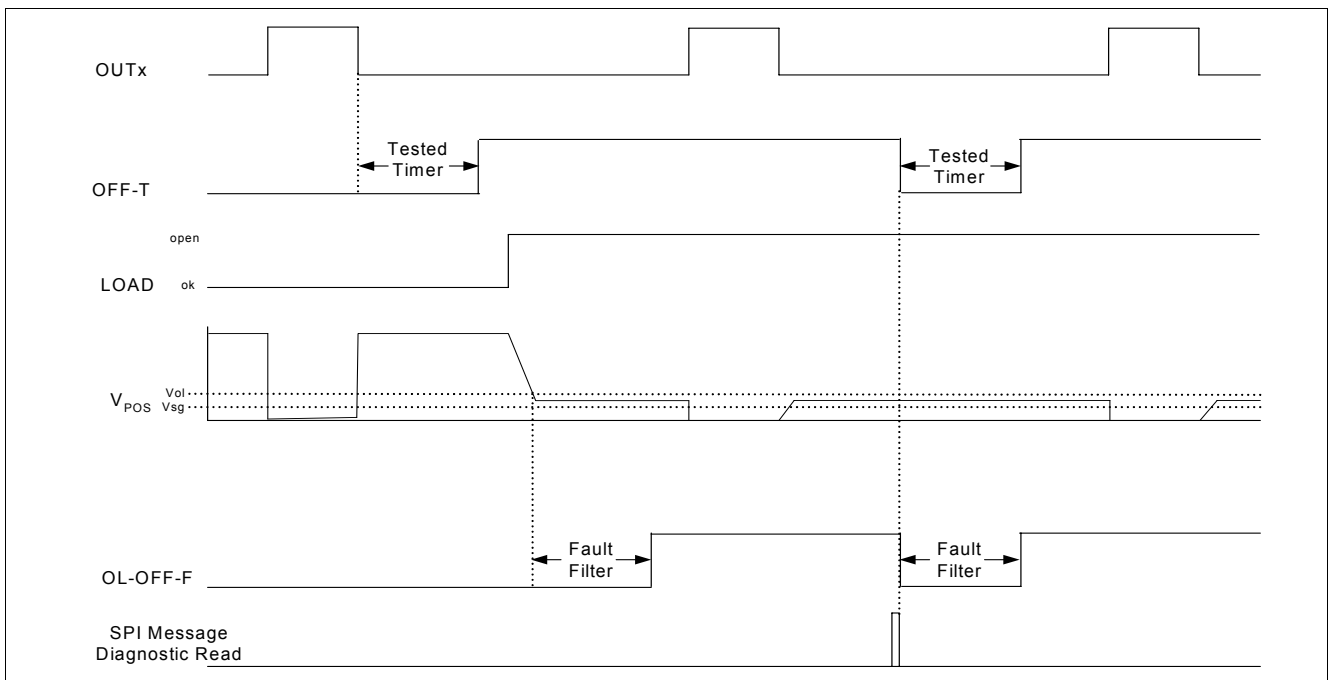 OUTx
Tested
Timer
Tested
Timer
OFF-T
open
LOAD ok
Vol
VPOS Vsg
Fault
Filter
Fault
Filter
OL-OFF-F
SPI Message
Diagnostic Read